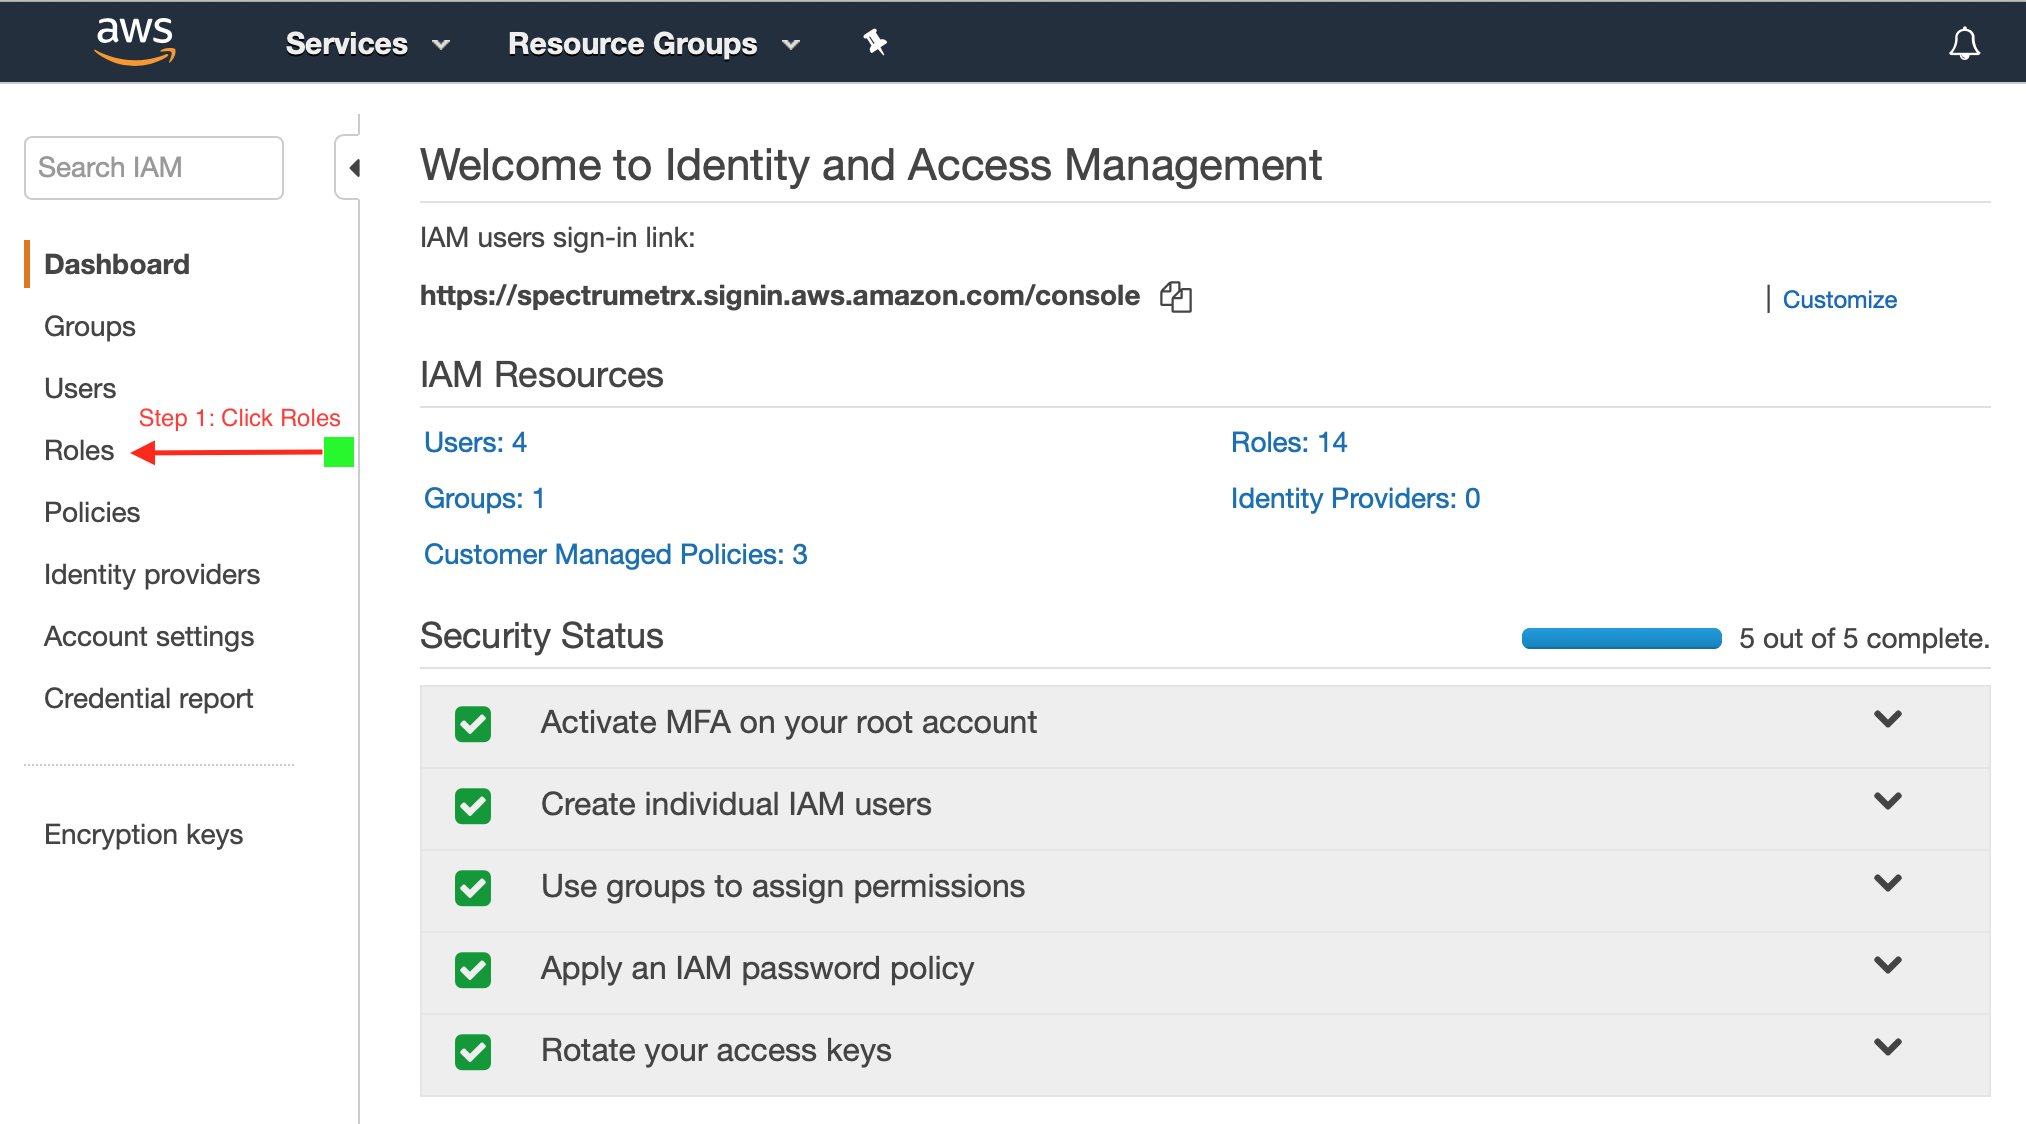 aws
Services
Resource Groups
Search IAM
Dashboard
Groups
Users
Step 1: Click Roles
Roles
Policies
Identity providers
Account settings
Credential report
Encryption keys
Welcome to Identity and Access Management
IAM users sign-in link:
https://spectrumetrx.signin.aws.amazon.com/console
| Customize
IAM Resources
Users: 4
Roles: 14
Groups: 1
Identity Providers: 0
Customer Managed Policies: 3
Security Status
5 out of 5 complete.
Activate MFA on your root account
Create individual IAM users
Use groups to assign permissions
Apply an IAM password policy
Rotate your access keys